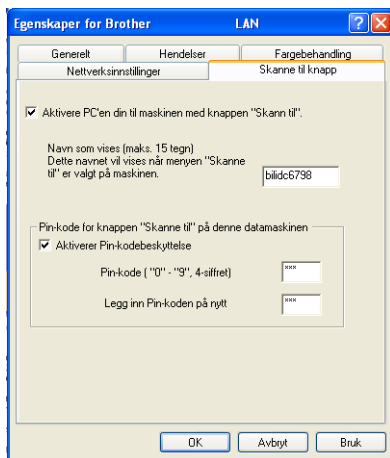 Egenskaper for Brother LAN
Generelt Hendelser Fargebehandling
Nettverksinnstillinger Skanne til knapp
Aktivere PC'en din til maskinen med knappen "Skann til".
Navn som vises (maks. 15 tegn)
Dette navnet vil vises når menyen "Skanne
til" er valgt på maskinen.
bilidc6798
Pin-kode for knappen "Skanne til" på denne datamaskinen
Aktiverer Pin-kodebeskyttelse
Pin-kode ( "0" - "9", 4-siffret) ***
Legg inn Pin-koden på nytt ***
OK Avbryt Bruk